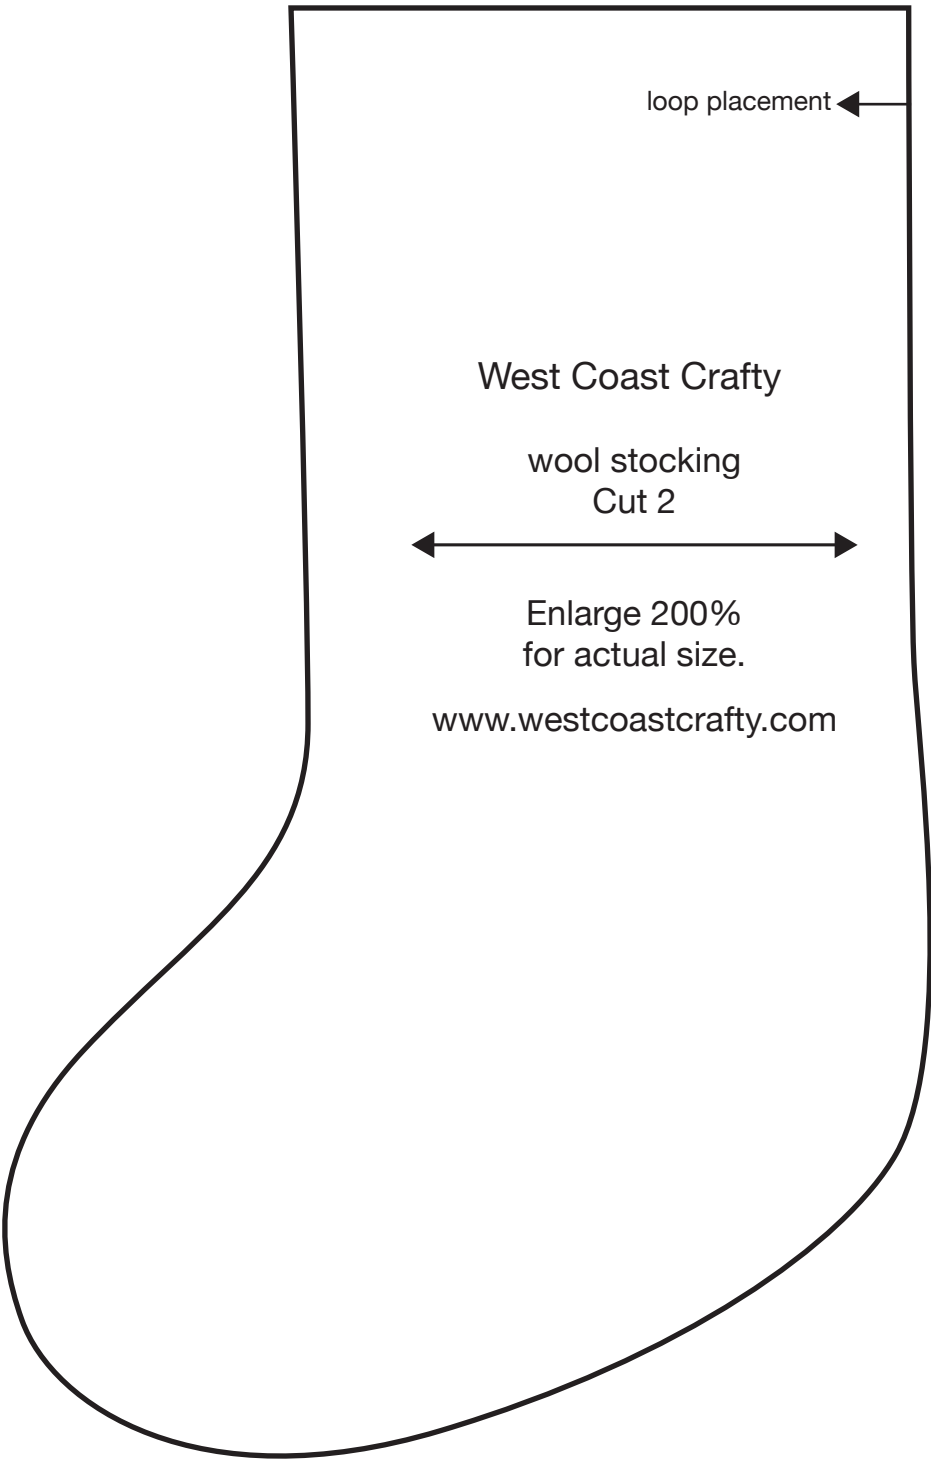 loop placement
West Coast Crafty
wool stocking
Cut 2
Enlarge 200%
for actual size.
www.westcoastcrafty.com